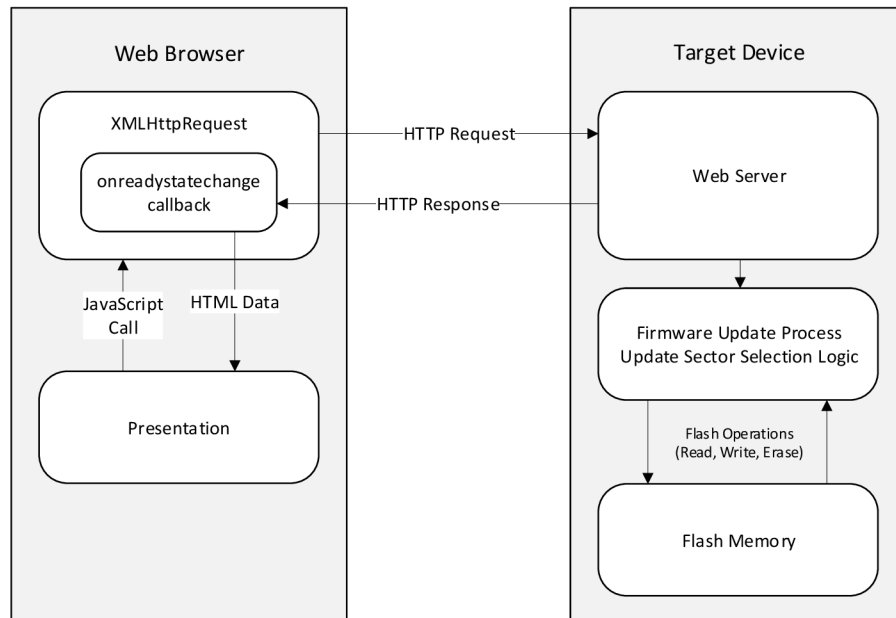 Web Browser
XMLHttpRequest
onreadystatechange
callback
JavaScript
Call
HTML Data
Presentation
HTTP Request
HTTP Response
Target Device
Web Server
Firmware Update Process
Update Sector Selection Logic
Flash Operations
(Read, Write, Erase)
Flash Memory